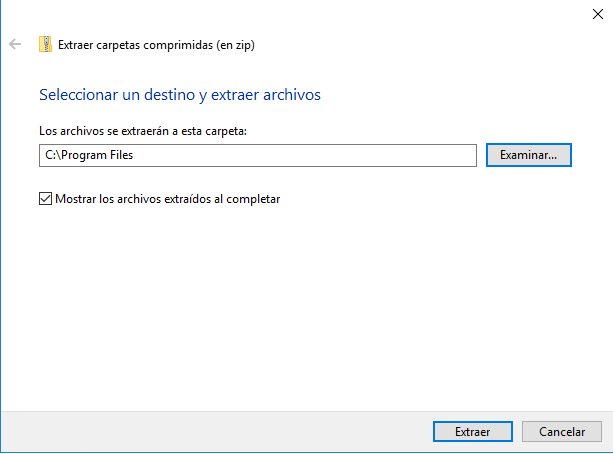 Extraer carpetas comprimidas (en zip)
Seleccionar un destino y extraer archivos
Los archivos se extraerán a esta carpeta:
C:\Program Files
Examinar...
Mostrar los archivos extraídos al completar
Extraer
Cancelar